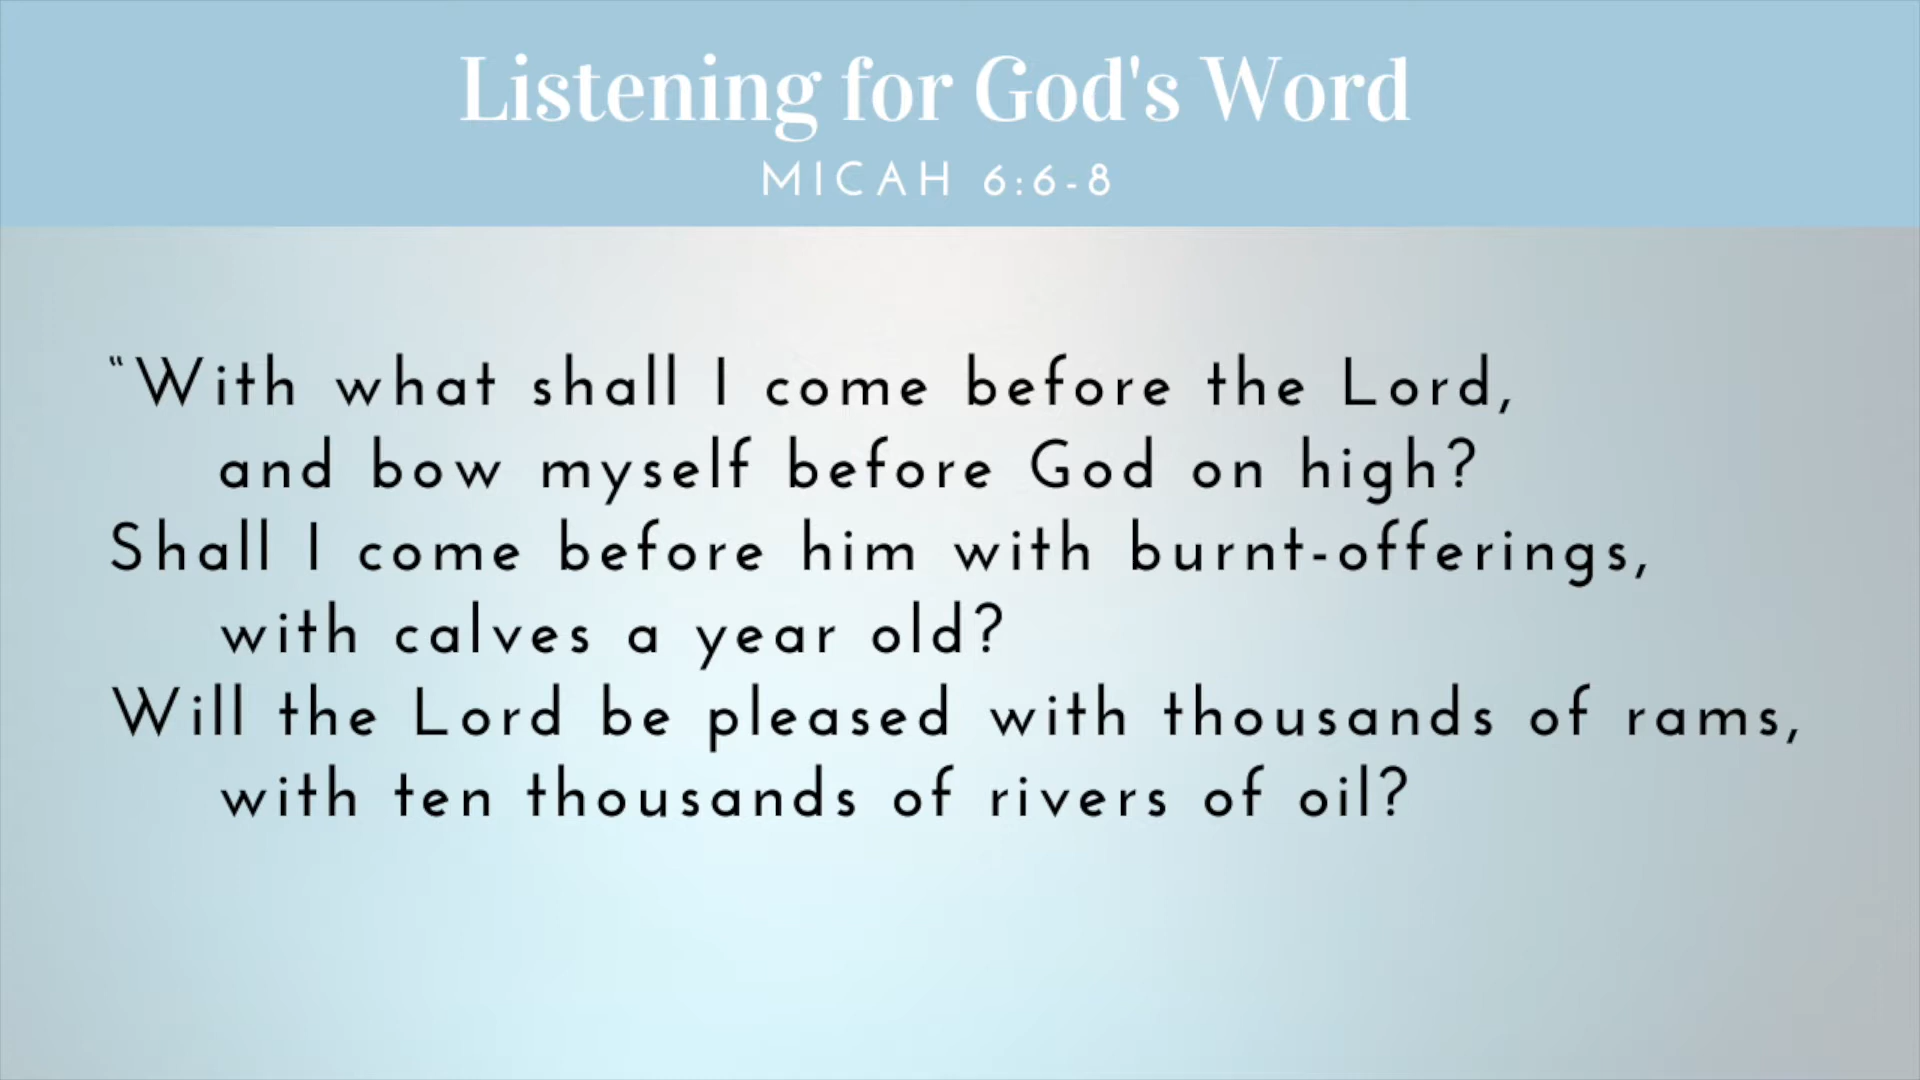 Listening for God's Word
MICAH 6:6-8
“With what shall I come before the Lord,
and bow myself before God on high?
Shall I come before him with burnt-offerings,
with calves a year old?
Will the Lord be pleased with thousands of rams,
with ten thousands of rivers of oil?